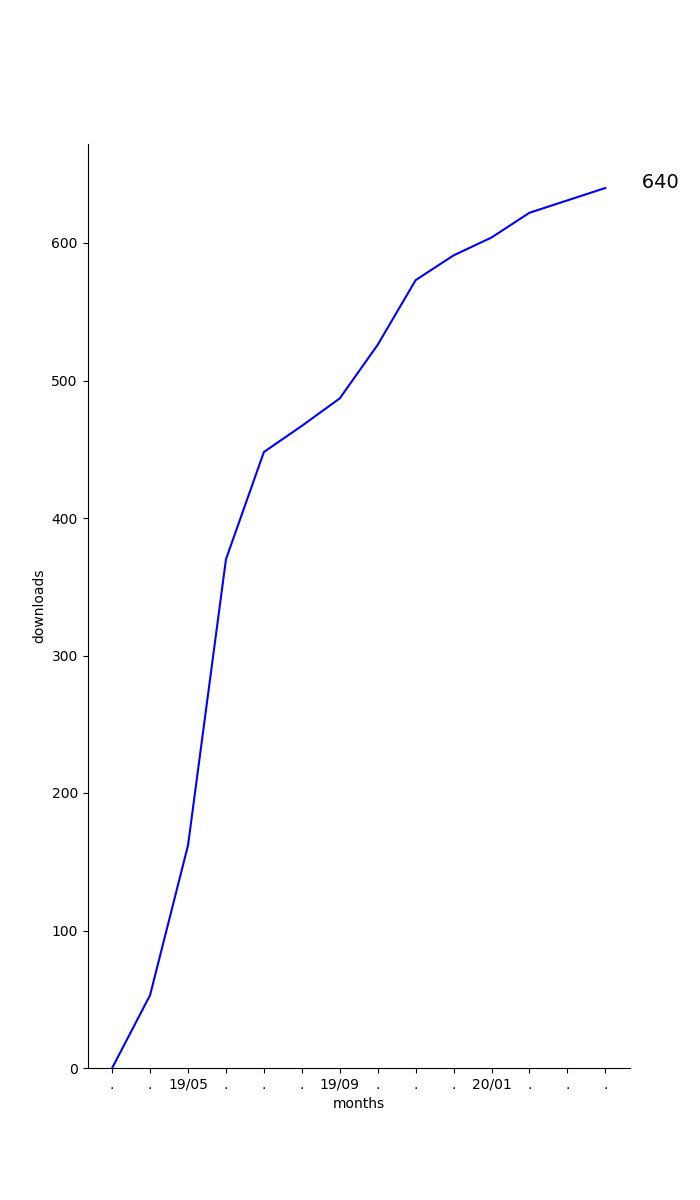 640
600
500
400
300
200
100
0
downloads
. . 19/05 . . . 19/09 . . . 20/01 . . .
months